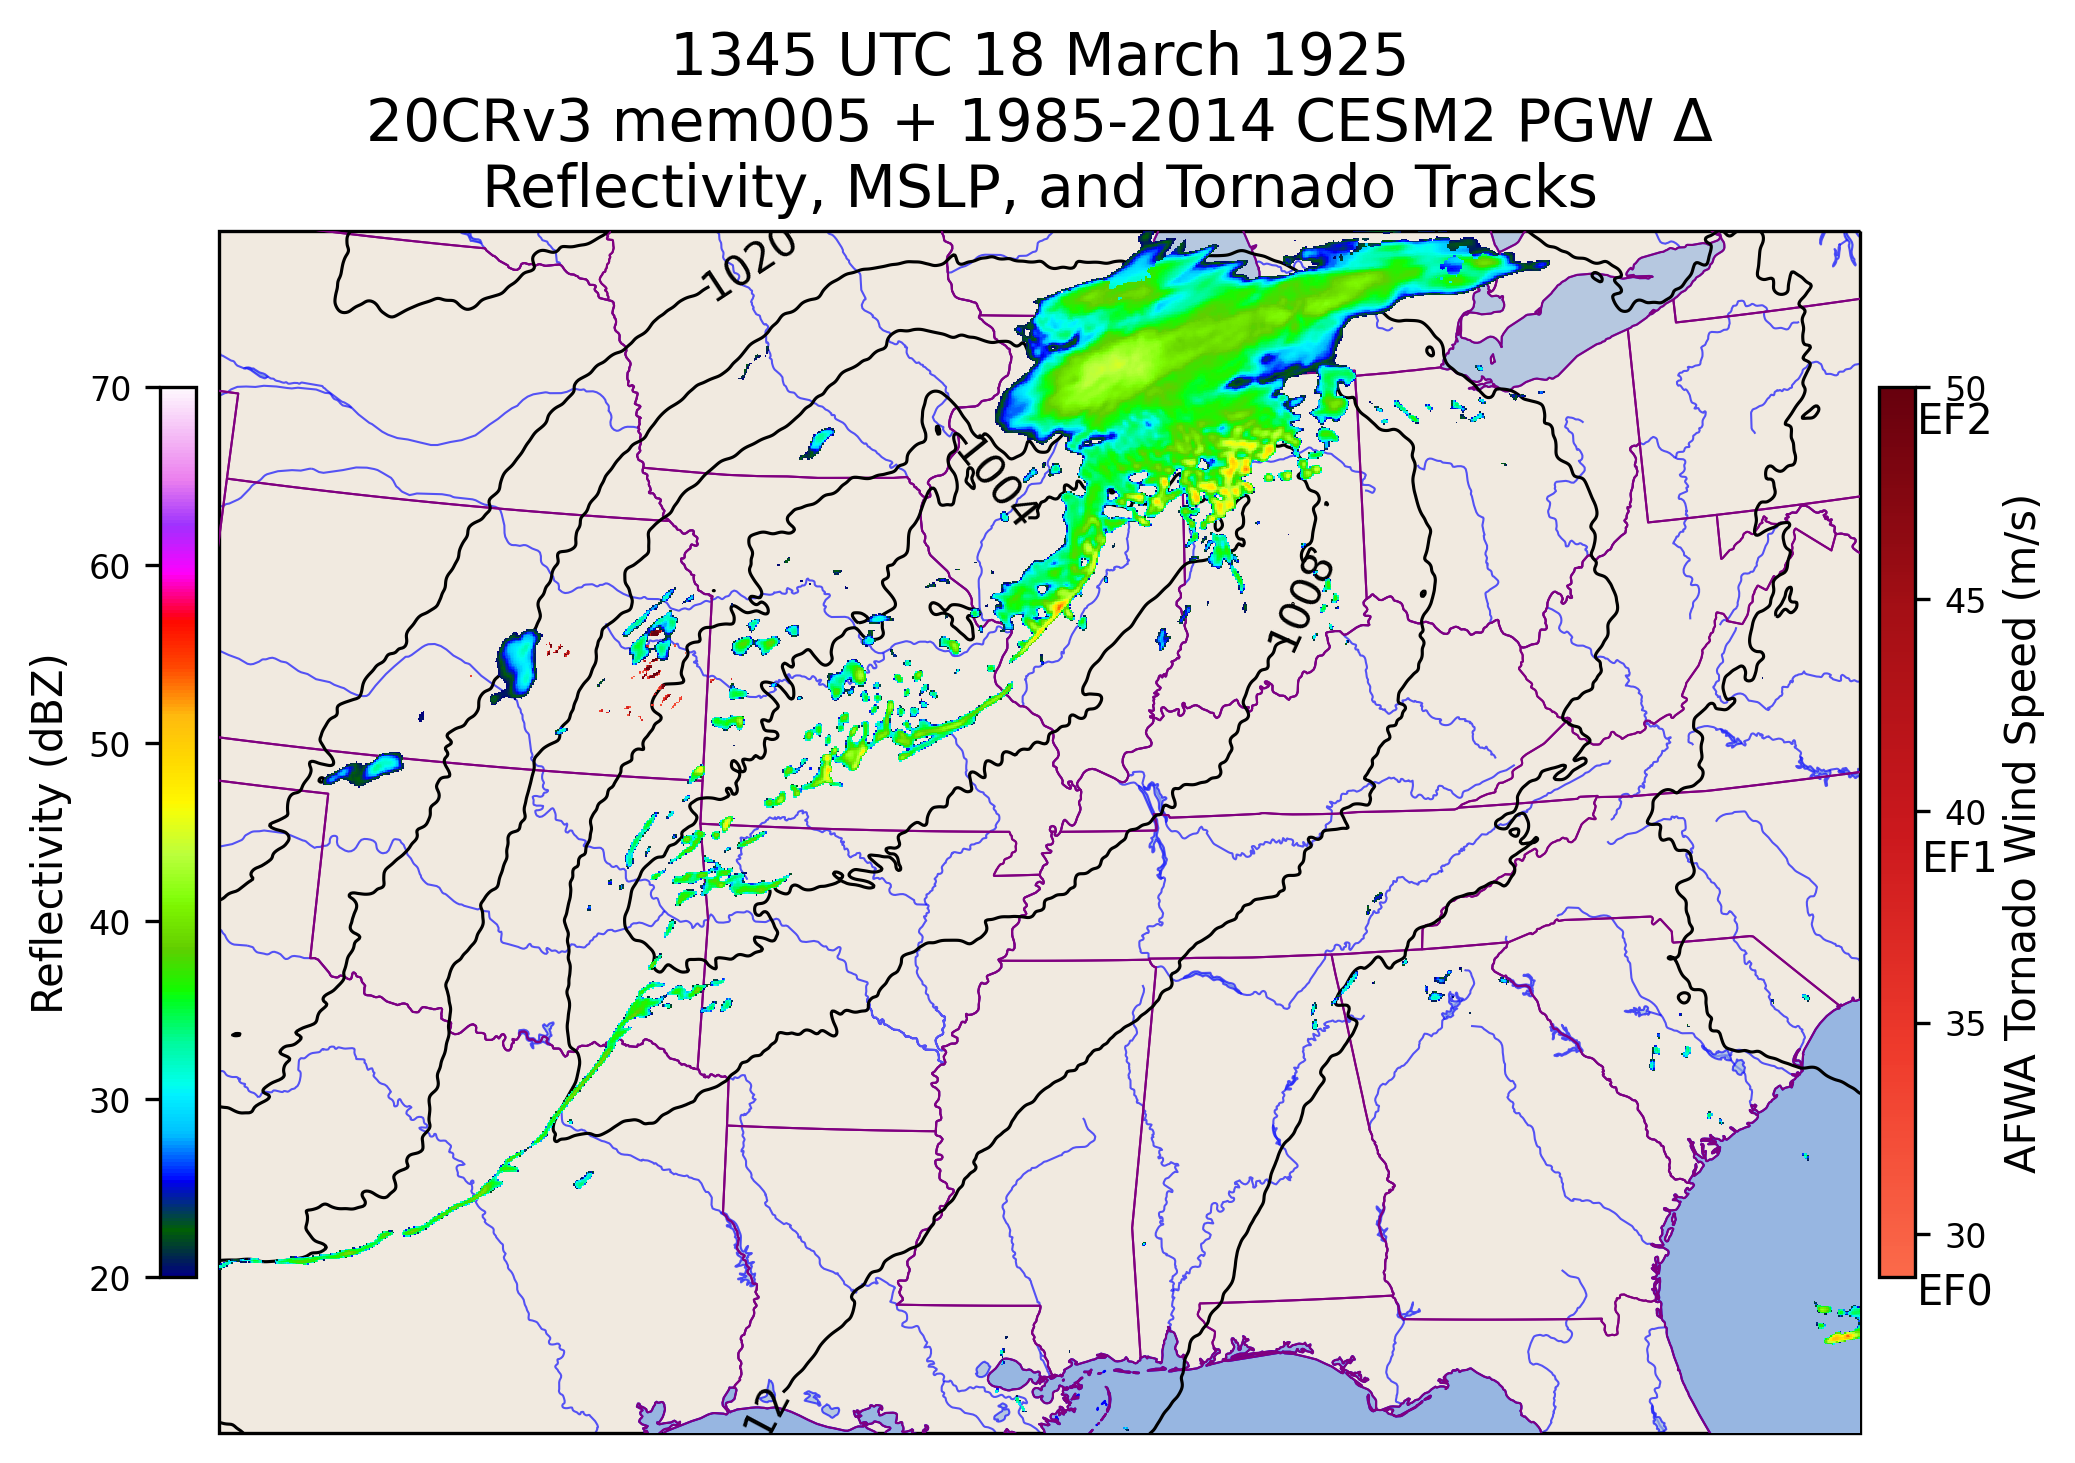 1345 UTC 18 March 1925
20CRv3 mem005 + 1985-2014 CESM2 PGW Δ
Reflectivity, MSLP, and Tornado Tracks
Reflectivity (dBZ)
70
60
50
40
30
20
1020
1004
1008
12
50
EF2
45
40
EF1
35
30
EF0
AFWA Tornado Wind Speed (m/s)